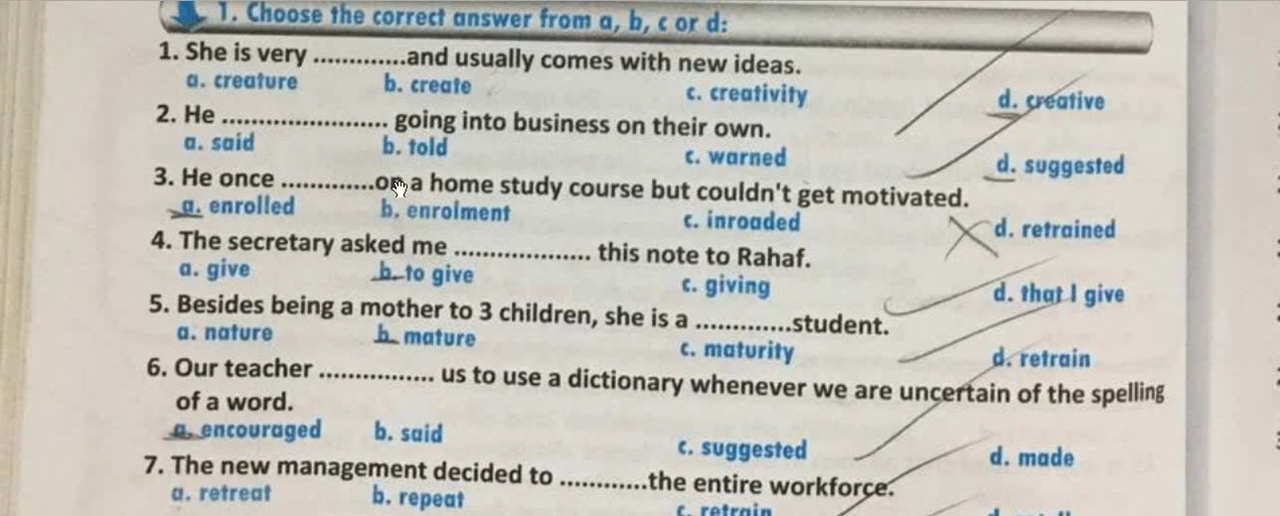 1. Choose the correct answer from a, b, c or d:
1. She is very .............and usually comes with new ideas.
a. creature b. create c. creativity d. creative
2. He ........................ going into business on their own.
a. said b. told c. warned d. suggested
3. He once .............on a home study course but couldn't get motivated.
a. enrolled b. enrolment c. inroaded d. retrained
4. The secretary asked me .................... this note to Rahaf.
a. give b. to give c. giving d. that I give
5. Besides being a mother to 3 children, she is a .............student.
a. nature b. mature c. maturity d. retrain
6. Our teacher ................. us to use a dictionary whenever we are uncertain of the spelling
of a word.
a. encouraged b. said c. suggested d. made
7. The new management decided to .............the entire workforce.
a. retreat b. repeat c. retrain d.